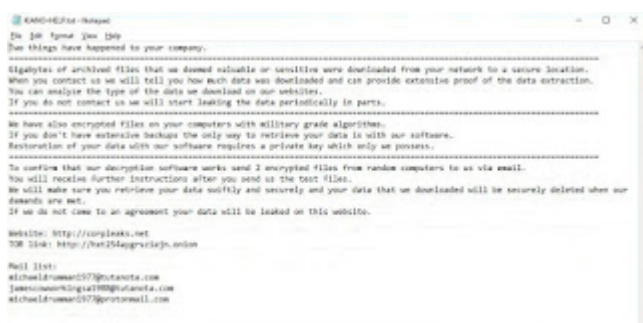 File Edit Format View Help
Two things have happened to your company.
Gigabytes of archived files that we deemed valuable or sensitive were downloaded from your network to a secure location.
When you contact us we will tell you how much data was downloaded and can provide extensive proof of the data extraction.
You can analyze the type of the data we download on our websites.
If you do not contact us we will start leaking the data periodically in parts.
We have also encrypted files on your computers with military grade algorithms.
If you don't have extensive backups the only way to retrieve your data is with our software.
Restoration of your data with our software requires a private key which only we possess.
To confirm that our decryption software works send 2 encrypted files from random computers to us via email.
You will receive further instructions after you send us the test files.
We will make sure you retrieve your data swiftly and securely and your data that we downloaded will be securely deleted when our
demands are met.
If we do not come to an agreement your data will be leaked on this website.
Website: http://corpleaks.net
TOR link:
Mail list: